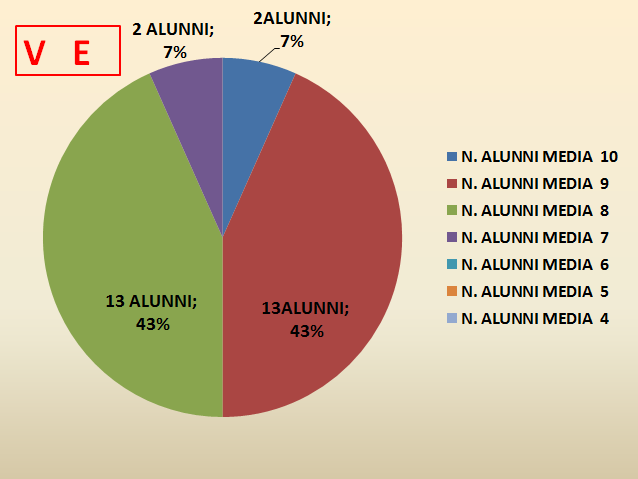 V E
2 ALUNNI;
7%
2ALUNNI;
7%
13 ALUNNI;
43%
13ALUNNI;
43%
N. ALUNNI MEDIA 10
N. ALUNNI MEDIA 9
N. ALUNNI MEDIA 8
N. ALUNNI MEDIA 7
N. ALUNNI MEDIA 6
N. ALUNNI MEDIA 5
N. ALUNNI MEDIA 4